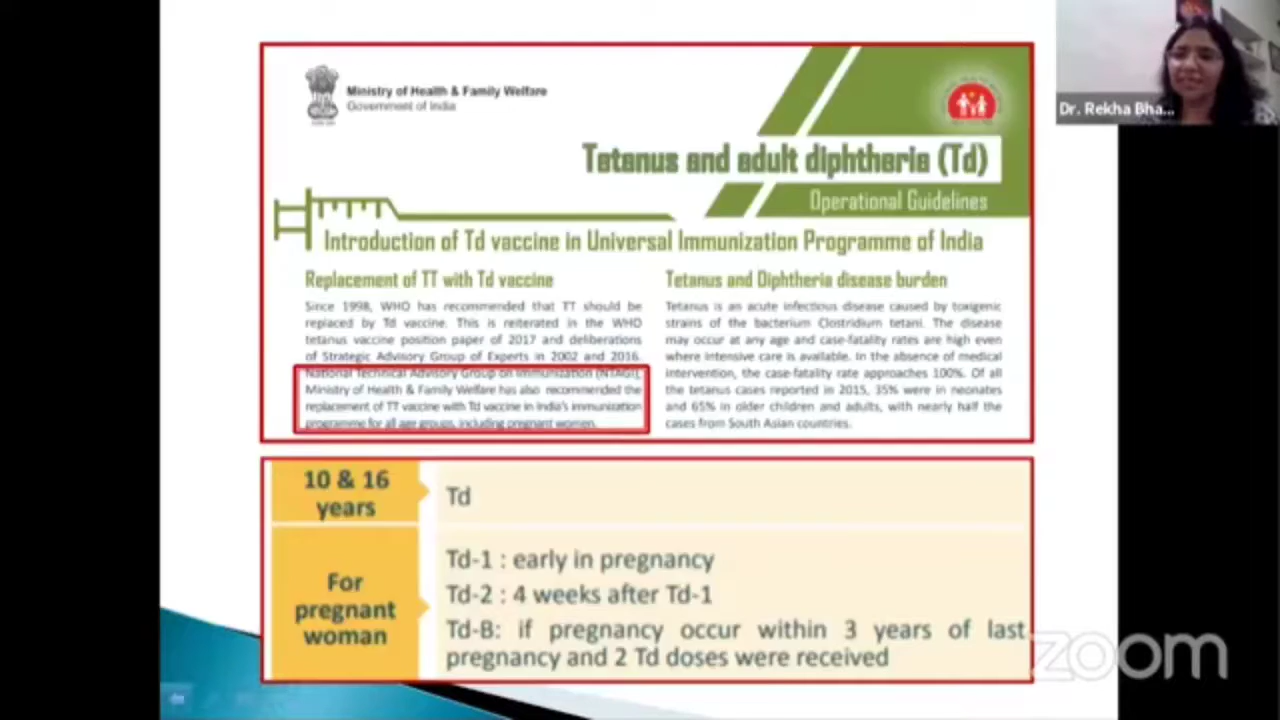 Dr. Rekha Bha...
Ministry of Health & Family Welfare
Government of India
Tetanus and adult diphtheria (Td)
Operational Guidelines
Introduction of Td vaccine in Universal Immunization Programme of India
Replacement of TT with Td vaccine
Since 1998, WHO has recommended that TT should be
replaced by Td vaccine. This is reiterated in the WHO
tetanus vaccine position paper of 2017 and deliberations
of Strategic Advisory Group of Experts in 2002 and 2016.
National Technical Advisory Group on Immunization (NTAGI),
Ministry of Health & Family Welfare has also recommended the
replacement of TT vaccine with Td vaccine in India's immunization
programme for all age groups, including pregnant women.
Tetanus and Diphtheria disease burden
Tetanus is an acute infectious disease caused by toxigenic
strains of the bacterium Clostridium tetani. The disease
may occur at any age and case-fatality rates are high even
where intensive care is available. In the absence of medical
intervention, the case-fatality rate approaches 100%. Of all
the tetanus cases reported in 2015, 35% were in neonates
and 65% in older children and adults, with nearly half the
cases from South Asian countries.
10 & 16
years
Td
For
pregnant
woman
Td-1 : early in pregnancy
Td-2 : 4 weeks after Td-1
Td-B: if pregnancy occur within 3 years of last
pregnancy and 2 Td doses were received
zoom